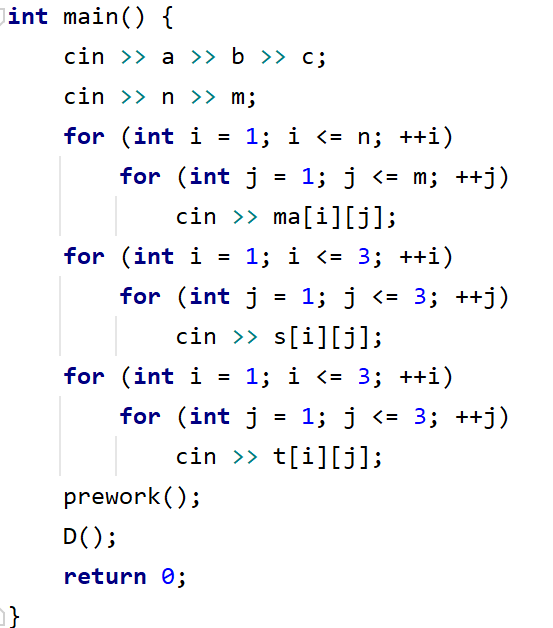 int main() {
    cin >> a >> b >> c;
    cin >> n >> m;
    for (int i = 1; i <= n; ++i)
        for (int j = 1; j <= m; ++j)
            cin >> ma[i][j];
    for (int i = 1; i <= 3; ++i)
        for (int j = 1; j <= 3; ++j)
            cin >> s[i][j];
    for (int i = 1; i <= 3; ++i)
        for (int j = 1; j <= 3; ++j)
            cin >> t[i][j];
    prework();
    D();
    return 0;
}